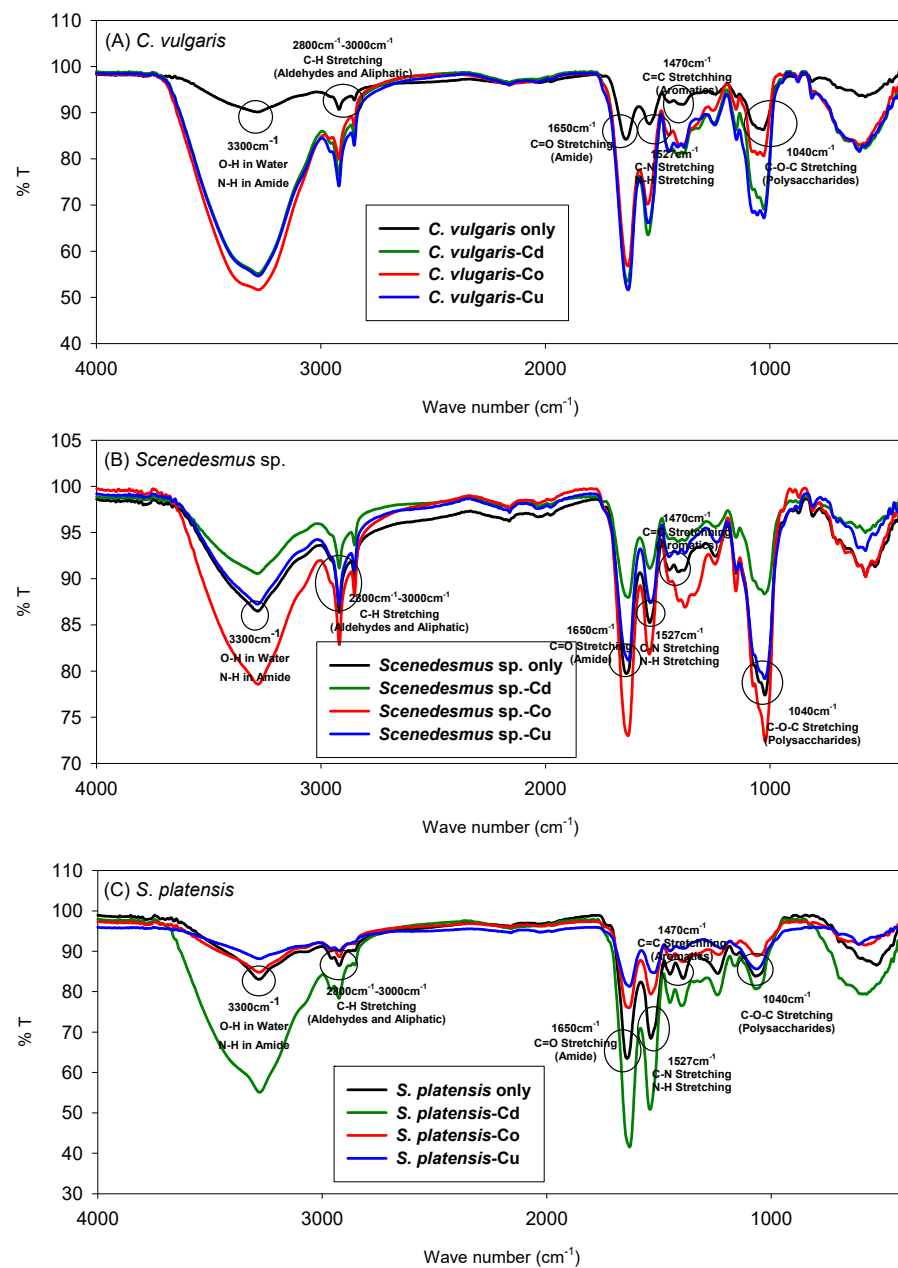 110
(A) C. vulgaris
2800cm-1-3000cm-1
C-H Stretching
(Aldehydes and Aliphatic)
1470cm-1
C=C Stretchhing
(Aromatics)
100
90
80
70
60
50
40
% T
3300cm-1
O-H in Water
N-H in Amide
1650cm-1
C=O Stretching
(Amide)
1527cm-1
C-N Stretching
N-H Stretching
1040cm-1
C-O-C Stretching
(Polysaccharides)
C. vulgaris only
C. vulgaris-Cd
C. vlugaris-Co
C. vulgaris-Cu
4000
3000
2000
1000
Wave number (cm-1)
105
(B) Scenedesmus sp.
100
95
90
85
80
75
70
% T
1470cm-1
C=C Stretchning
(Aromatics)
2800cm-1-3000cm-1
C-H Stretching
(Aldehydes and Aliphatic)
3300cm-1
O-H in Water
N-H in Amide
1650cm-1
C=O Stretching
(Amide)
1527cm-1
C-N Stretching
N-H Stretching
1040cm-1
C-O-C Stretching
(Polysaccharides)
Scenedesmus sp. only
Scenedesmus sp.-Cd
Scenedesmus sp.-Co
Scenedesmus sp.-Cu
4000
3000
2000
1000
Wave number (cm-1)
110
(C) S. platensis
100
90
80
70
60
50
40
30
% T
1470cm-1
C=C Stretchning
(Aromatics)
3300cm-1
O-H in Water
N-H in Amide
2800cm-1-3000cm-1
C-H Stretching
(Aldehydes and Aliphatic)
1650cm-1
C=O Stretching
(Amide)
1527cm-1
C-N Stretching
N-H Stretching
1040cm-1
C-O-C Stretching
(Polysaccharides)
S. platensis only
S. platensis-Cd
S. platensis-Co
S. platensis-Cu
4000
3000
2000
1000
Wave number (cm-1)